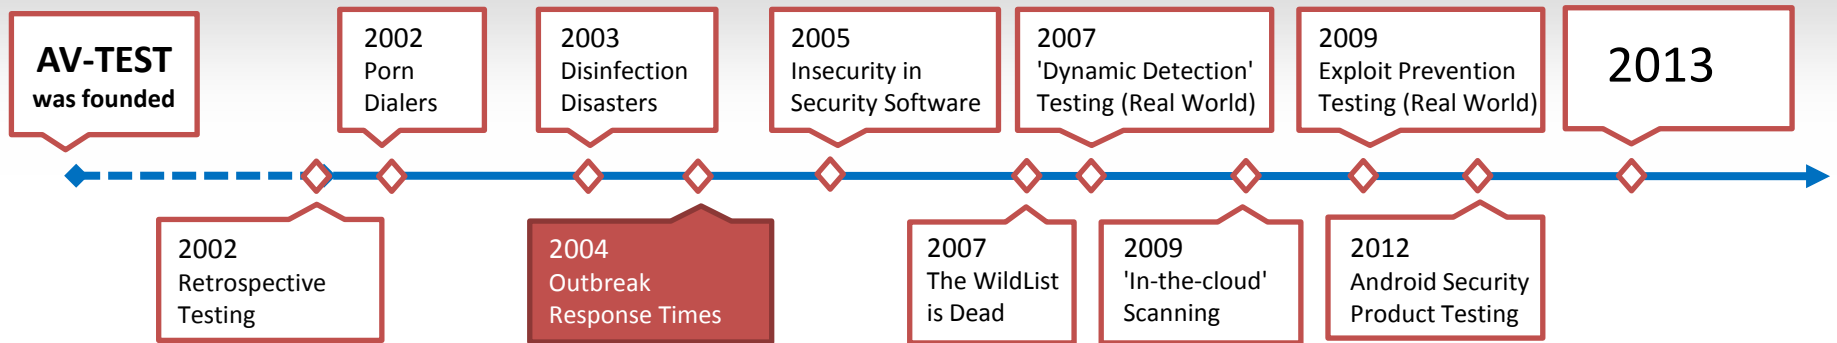 AV-TEST
was founded
2002
Porn
Dialers
2003
Disinfection
Disasters
2005
Insecurity in
Security Software
2007
'Dynamic Detection'
Testing (Real World)
2009
Exploit Prevention
Testing (Real World)
2013
2002
Retrospective
Testing
2004
Outbreak
Response Times
2007
The WildList
is Dead
2009
'In-the-cloud'
Scanning
2012
Android Security
Product Testing